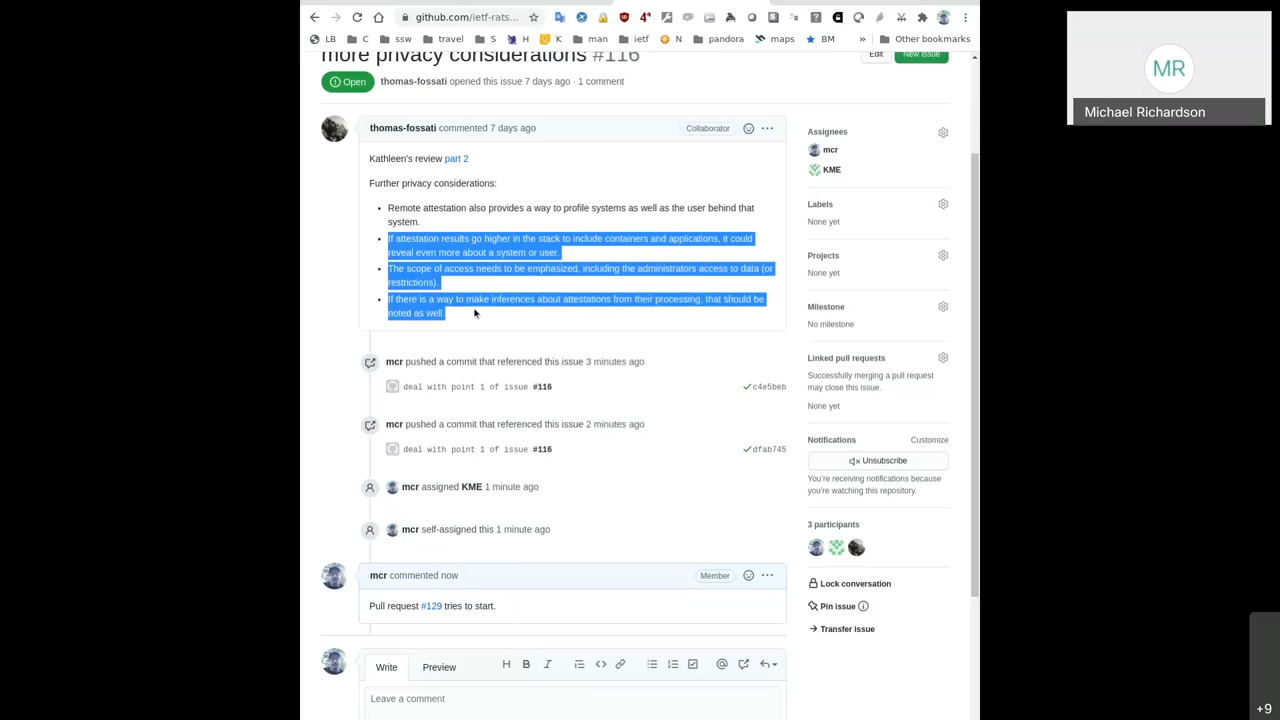 github.com/ietf-rats...
LB C ssw travel S H K man ietf N pandora maps BM » Other bookmarks
more privacy considerations #116
Edit New issue
Open thomas-fossati opened this issue 7 days ago · 1 comment
thomas-fossati commented 7 days ago Collaborator
Kathleen's review part 2
Further privacy considerations:
• Remote attestation also provides a way to profile systems as well as the user behind that
system.
• If attestation results go higher in the stack to include containers and applications, it could
reveal even more about a system or user.
• The scope of access needs to be emphasized, including the administrators access to data (or
restrictions).
• If there is a way to make inferences about attestations from their processing, that should be
noted as well
mcr pushed a commit that referenced this issue 3 minutes ago
deal with point 1 of issue #116 c4e5beb
mcr pushed a commit that referenced this issue 2 minutes ago
deal with point 1 of issue #116 dfab745
mcr assigned KME 1 minute ago
mcr self-assigned this 1 minute ago
mcr commented now Member
Pull request #129 tries to start.
Write Preview
Leave a comment
Assignees
mcr
KME
Labels
None yet
Projects
None yet
Milestone
No milestone
Linked pull requests
Successfully merging a pull request
may close this issue.
None yet
Notifications Customize
Unsubscribe
You're receiving notifications because
you're watching this repository.
3 participants
Lock conversation
Pin issue
Transfer issue
MR
Michael Richardson
+9